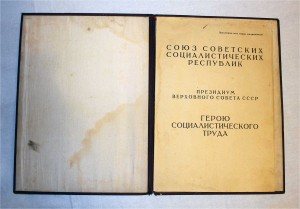 СОЮЗ СОВЕТСКИХ
СОЦИАЛИСТИЧЕСКИХ
РЕСПУБЛИК
ПРЕЗИДИУМ
ВЕРХОВНОГО СОВЕТА СССР
ГЕРОЮ
СОЦИАЛИСТИЧЕСКОГО
ТРУДА